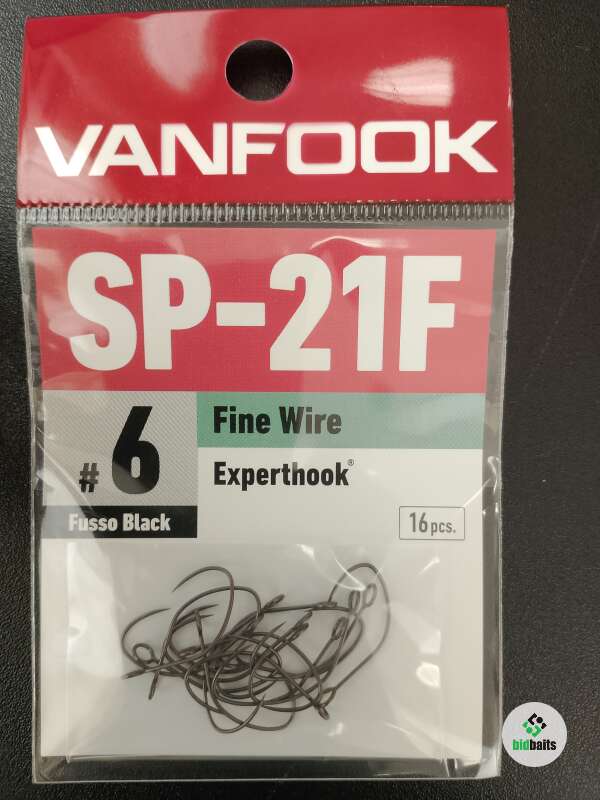 VANFOOK
SP-21F
#6
Fine Wire
Experthook®
Fusso Black
16pcs.
bidbaits